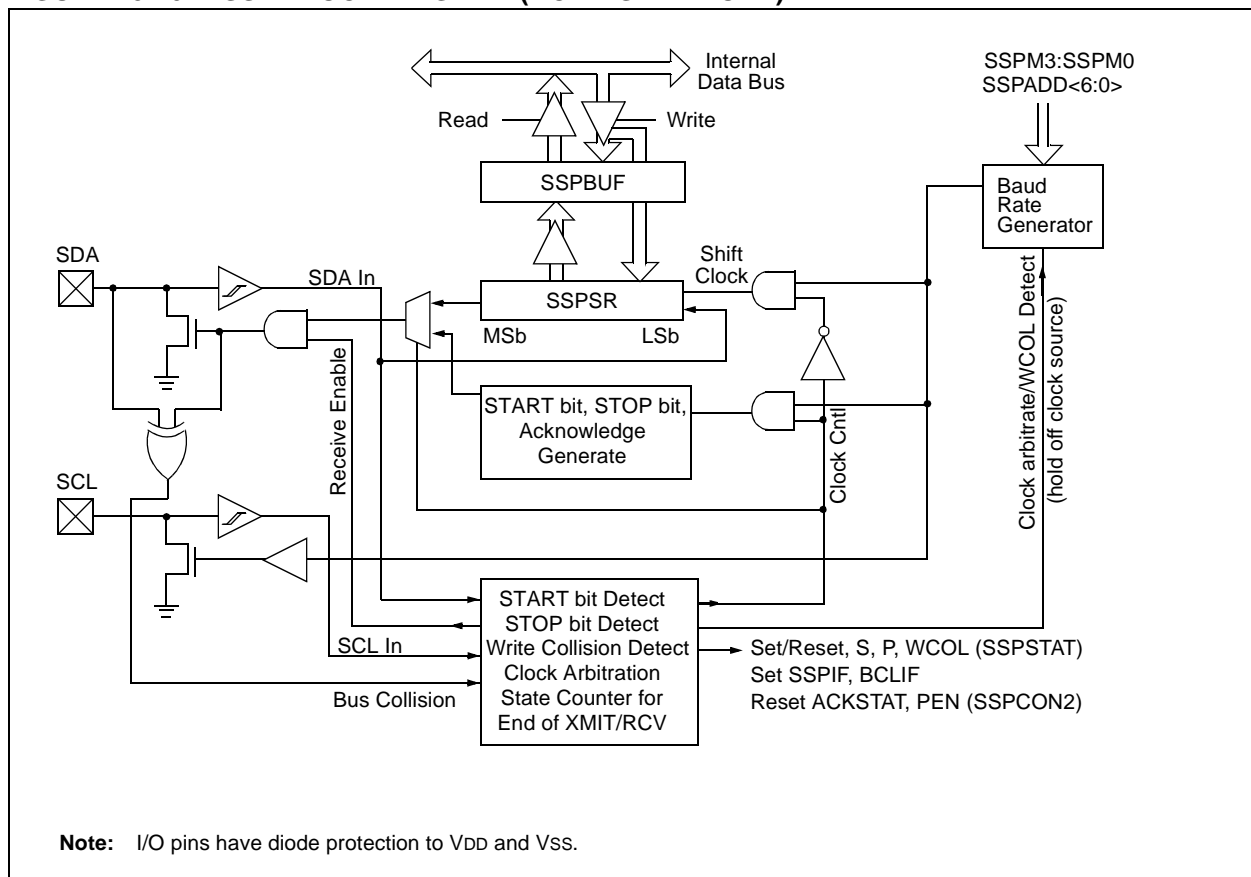 Internal
Data Bus
SSPM3:SSPM0
SSPADD<6:0>
Read
Write
SSPBUF
Baud
Rate
Generator
SDA
SDA In
Shift
Clock
SSPSR
MSb
LSb
START bit, STOP bit,
Acknowledge
Generate
Receive Enable
Clock Cntl
Clock arbitrate/WCOL Detect
(hold off clock source)
SCL
START bit Detect
STOP bit Detect
Write Collision Detect
Clock Arbitration
State Counter for
End of XMIT/RCV
SCL In
Bus Collision
Set/Reset, S, P, WCOL (SSPSTAT)
Set SSPIF, BCLIF
Reset ACKSTAT, PEN (SSPCON2)
Note: I/O pins have diode protection to VDD and VSS.